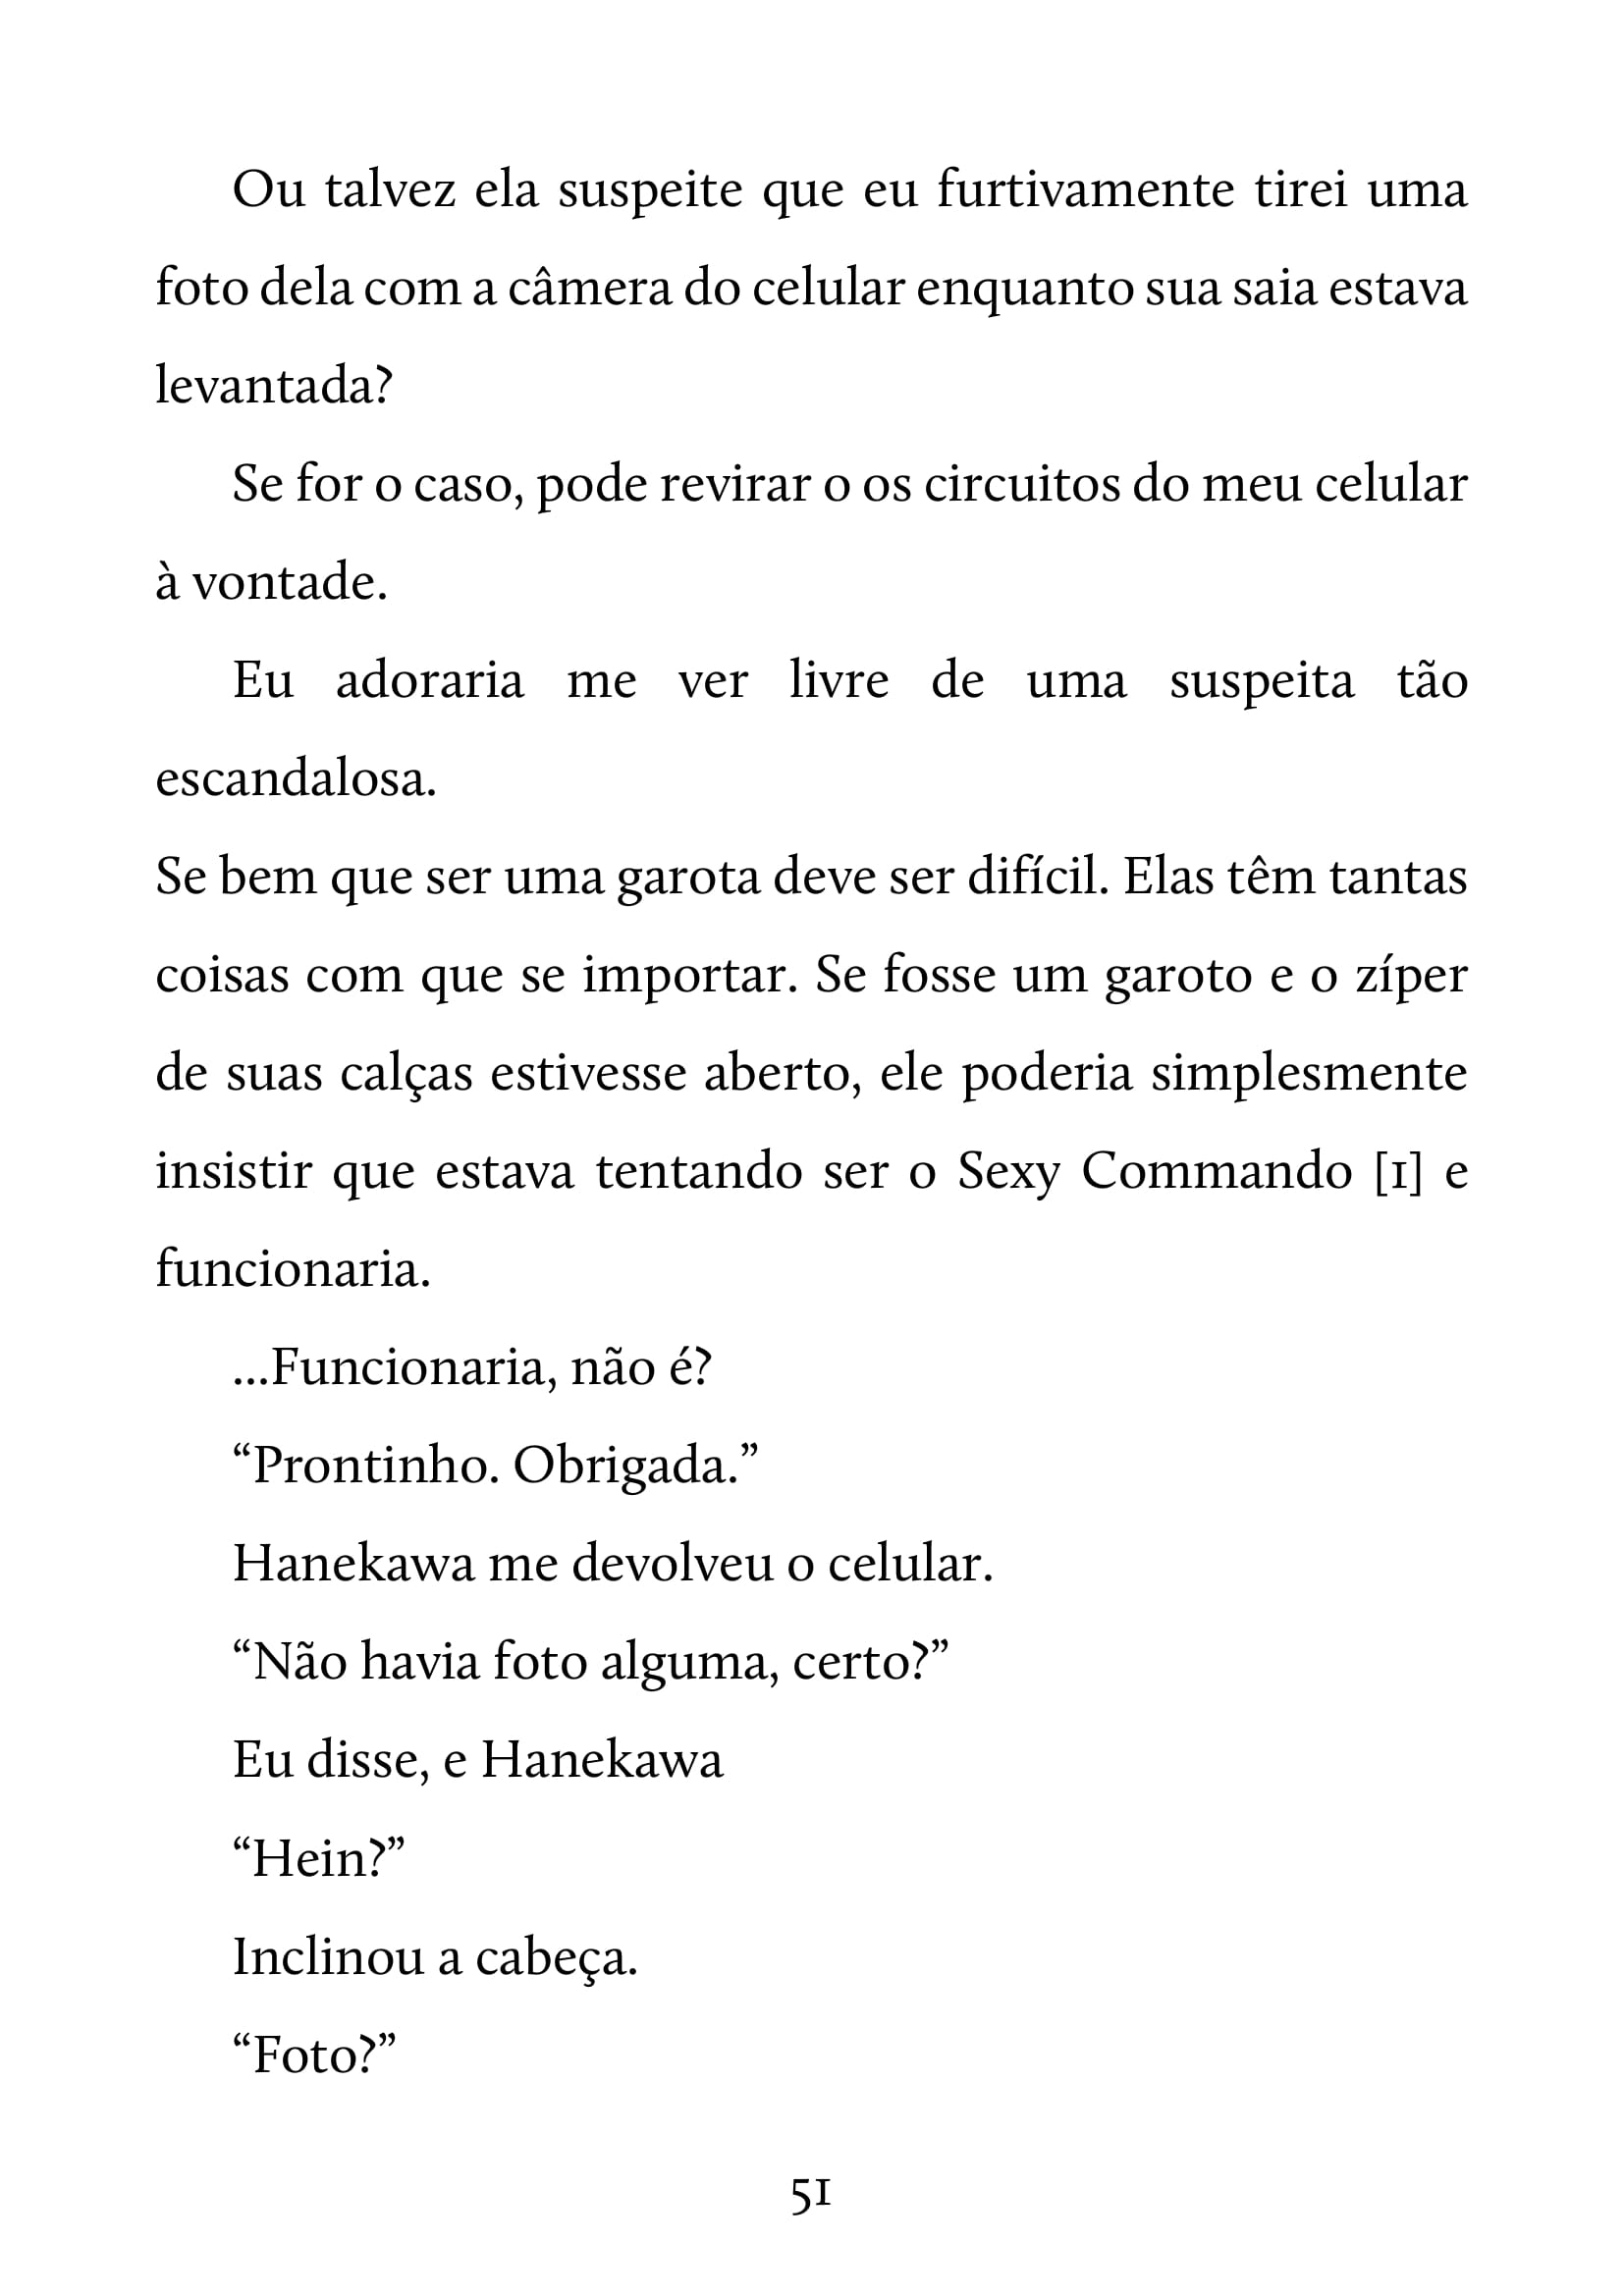 Ou talvez ela suspeite que eu furtivamente tirei uma
foto dela com a câmera do celular enquanto sua saia estava
levantada?
Se for o caso, pode revirar o os circuitos do meu celular
à vontade.
Eu adoraria me ver livre de uma suspeita tão
escandalosa.
Se bem que ser uma garota deve ser difícil. Elas têm tantas
coisas com que se importar. Se fosse um garoto e o zíper
de suas calças estivesse aberto, ele poderia simplesmente
insistir que estava tentando ser o Sexy Commando [1] e
funcionaria.
...Funcionaria, não é?
“Prontinho. Obrigada.”
Hanekawa me devolveu o celular.
“Não havia foto alguma, certo?”
Eu disse, e Hanekawa
“Hein?”
Inclinou a cabeça.
“Foto?”
51